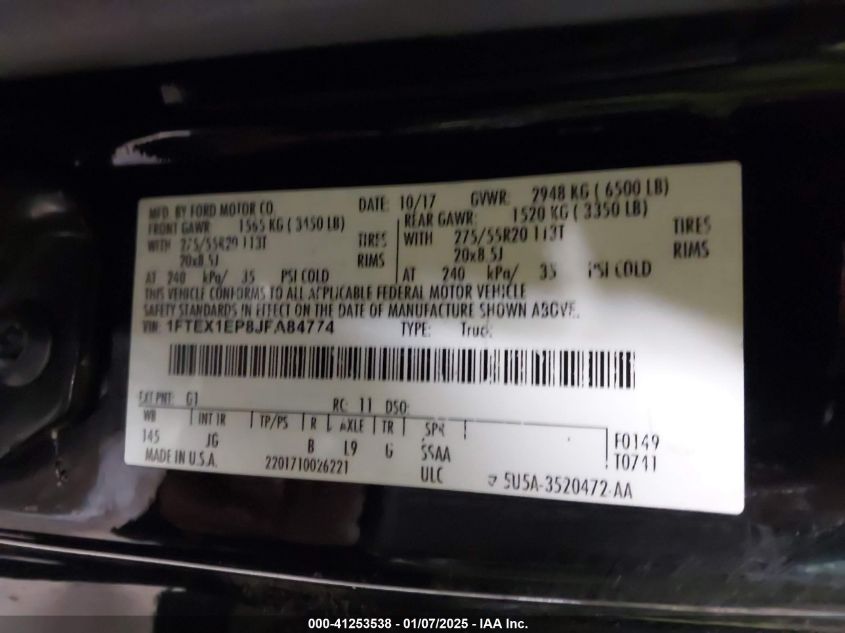 MFD. BY FORD MOTOR CO. DATE: 10/17 GVWR: 2948 KG ( 6500 LB)
FRONT GAWR: 1565 KG ( 3450 LB) REAR GAWR: 1520 KG ( 3350 LB)
WITH 275/55R20 113T TIRES WITH 275/55R20 113T TIRES
20x8.5J RIMS 20x8.5J RIMS
AT 240 kPa/ 35 PSI COLD AT 240 kPa/ 35 PSI COLD
THIS VEHICLE CONFORMS TO ALL APPLICABLE FEDERAL MOTOR VEHICLE
SAFETY STANDARDS IN EFFECT ON THE DATE OF MANUFACTURE SHOWN ABOVE.
VIN: 1FTEX1EP8JFA84774 TYPE: Truck
EXT PNT: G1 RC: 11 DSO:
WB INT TR TP/PS R AXLE TR SPR
145 JG B L9 G SSAA F0149
MADE IN U.S.A. 2201710026221 ULC T0711
5U5A-3520472-AA
000-41253538 - 01/07/2025 - IAA Inc.